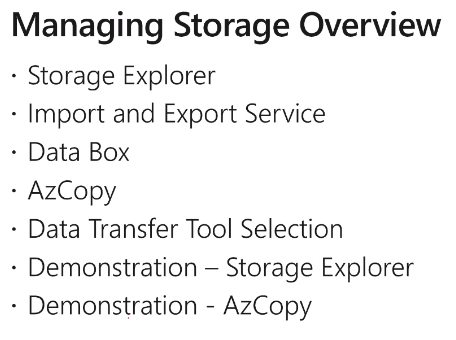 Managing Storage Overview
· Storage Explorer
· Import and Export Service
· Data Box
· AzCopy
· Data Transfer Tool Selection
· Demonstration – Storage Explorer
· Demonstration - AzCopy